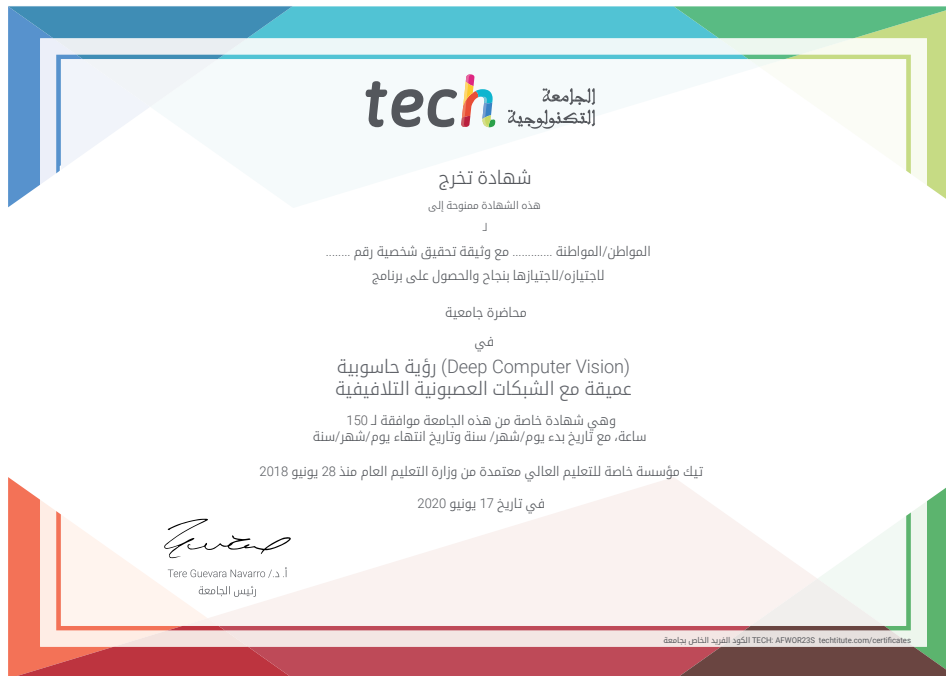 tech الجامعة
التكنولوجية
شهادة تخرج
هذه الشهادة ممنوحة إلى
لـ
المواطن/المواطنة ............ مع وثيقة تحقيق شخصية رقم ........
لاجتيازه/لاجتيازها بنجاح والحصول على برنامج
محاضرة جامعية
في
(Deep Computer Vision) رؤية حاسوبية
عميقة مع الشبكات العصبونية التلافيفية
وهي شهادة خاصة من هذه الجامعة موافقة لـ 150
ساعة، مع تاريخ بدء يوم/شهر/ سنة وتاريخ انتهاء يوم/شهر/سنة
تيك مؤسسة خاصة للتعليم العالي معتمدة من وزارة التعليم العام منذ 28 يونيو 2018
في تاريخ 17 يونيو 2020
أ. د./ Tere Guevara Navarro
رئيس الجامعة
الكود الفريد الخاص بجامعة TECH: AFWOR23S techtitute.com/certificates